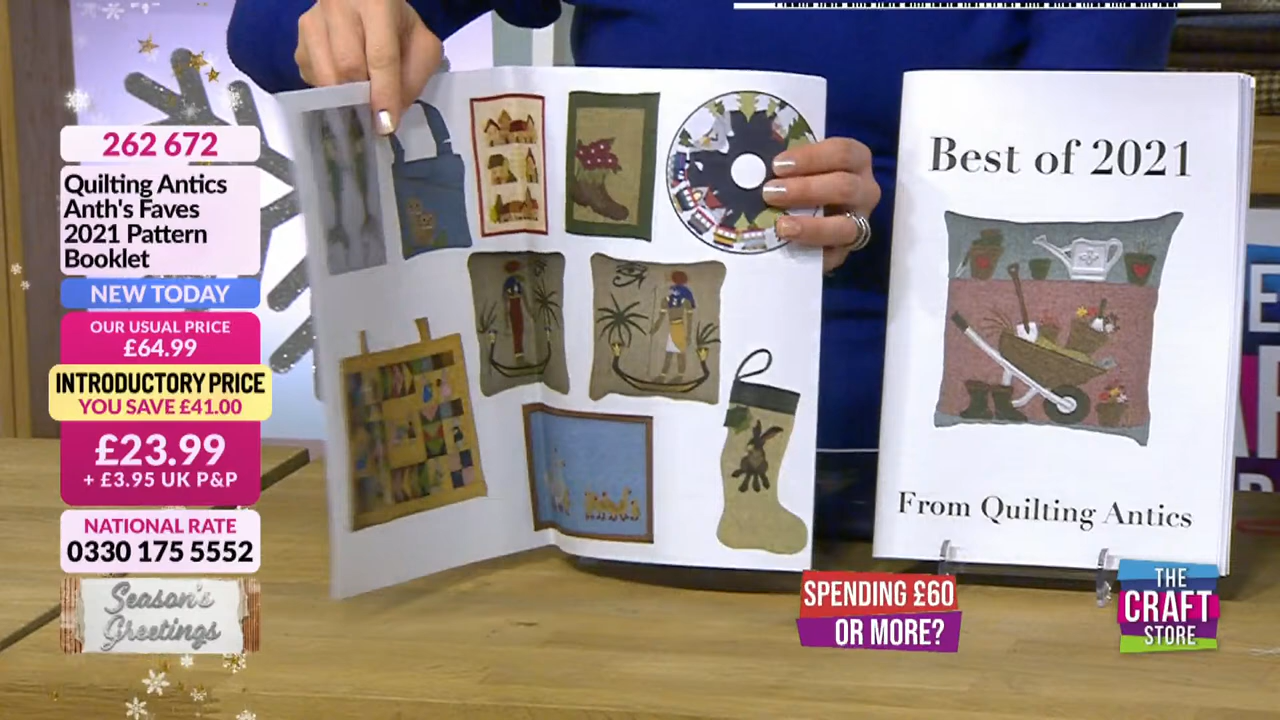 262 672
Quilting Antics
Anth's Faves
2021 Pattern
Booklet
NEW TODAY
OUR USUAL PRICE
£64.99
INTRODUCTORY PRICE
YOU SAVE £41.00
£23.99
+ £3.95 UK P&P
NATIONAL RATE
0330 175 5552
Season's
Greetings
Best of 2021
From Quilting Antics
SPENDING £60
OR MORE?
THE
CRAFT
STORE